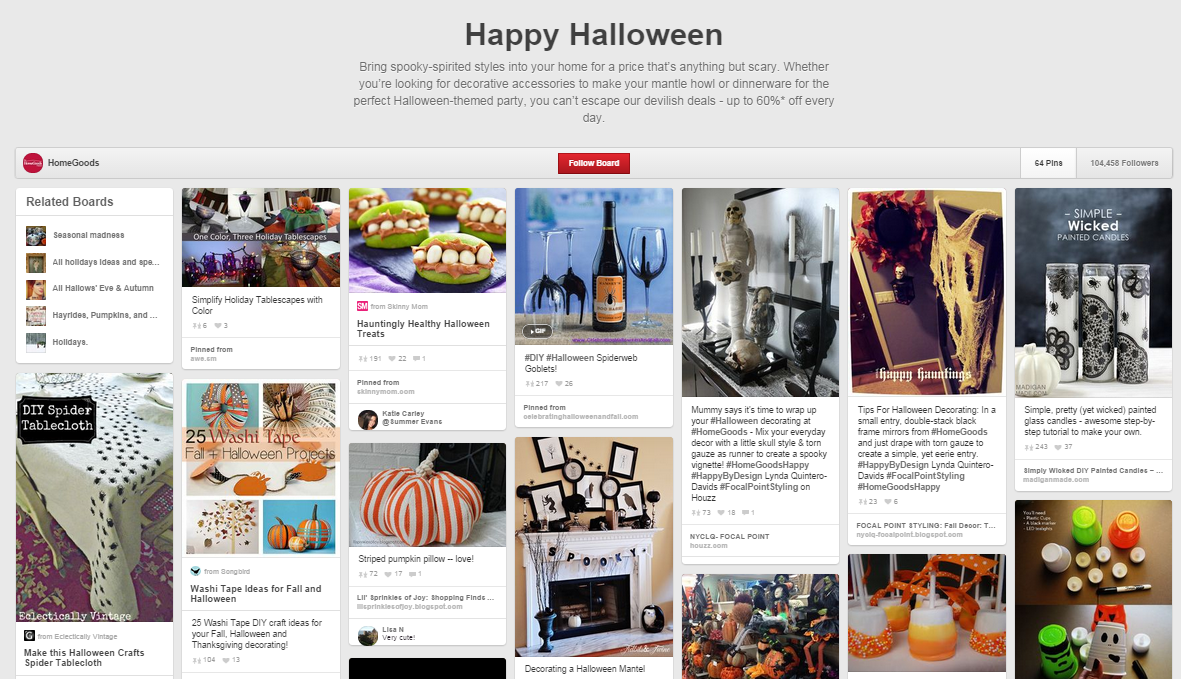 Happy Halloween
Bring spooky-spirited styles into your home for a price that's anything but scary. Whether
you're looking for decorative accessories to make your mantle howl or dinnerware for the
perfect Halloween-themed party, you can't escape our devilish deals - up to 60%* off every
day.
HomeGoods
Follow Board
64 Pins
104,458 Followers
Related Boards
Seasonal madness
All holidays ideas and spe...
All Hallows' Eve & Autumn
Hayrides, Pumpkins, and ...
Holidays.
DIY Spider
Tablecloth
Eclectically Vintage
G from Eclectically Vintage
Make this Halloween Crafts
Spider Tablecloth
One Color, Three Holiday Tablescapes
Simplify Holiday Tablescapes with
Color
6 3
Pinned from
awe.sm
25 Washi Tape
Fall + Halloween Projects
from Songbird
Washi Tape Ideas for Fall and
Halloween
25 Washi Tape DIY craft ideas for
your Fall, Halloween and
Thanksgiving decorating!
104 13
SM from Skinny Mom
Hauntingly Healthy Halloween
Treats
191 22 1
Pinned from
skinnymom.com
Katie Carley
@Summer Evans
Striped pumpkin pillow -- love!
72 17 1
Lil' Sprinkles of Joy: Shopping Finds ...
lilsprinklesofjoy.blogspot.com
Lisa N
Very cute!
GIF
#DIY #Halloween Spiderweb
Goblets!
217 26
Pinned from
celebratinghalloweenandfall.com
SPOOKY
Decorating a Halloween Mantel
Mummy says it's time to wrap up
your #Halloween decorating at
#HomeGoods - Mix your everyday
decor with a little skull style & torn
gauze as runner to create a spooky
vignette! #HomeGoodsHappy
#HappyByDesign Lynda Quintero-
Davids #FocalPointStyling on
Houzz
73 18 1
NYCLQ- FOCAL POINT
houzz.com
happy hauntings
Tips For Halloween Decorating: In a
small entry, double-stack black
frame mirrors from #HomeGoods
and just drape with torn gauze to
create a simple, yet eerie entry.
#HappyByDesign Lynda Quintero-
Davids #FocalPointStyling
#HomeGoodsHappy
23 6
FOCAL POINT STYLING: Fall Decor: T...
nyclq-focalpoint.blogspot.com
– SIMPLE –
Wicked
PAINTED CANDLES
MADIGAN
MADE
Simple, pretty (yet wicked) painted
glass candles - awesome step-by-
step tutorial to make your own.
243 37
Simply Wicked DIY Painted Candles – ...
madiganmade.com
You'll need:
- Plastic Cups
- A black marker
- LED tealights